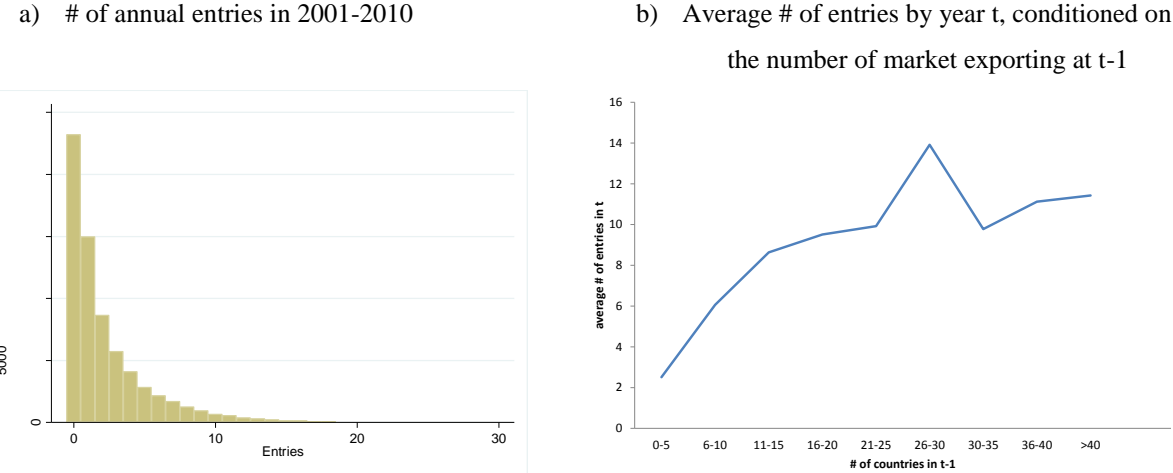 a) # of annual entries in 2001-2010
5000
0
0 10 20 30
Entries
b) Average # of entries by year t, conditioned on
the number of market exporting at t-1
16
14
12
10
8
6
4
2
0
average # of entries in t
0-5 6-10 11-15 16-20 21-25 26-30 30-35 36-40 >40
# of countries in t-1